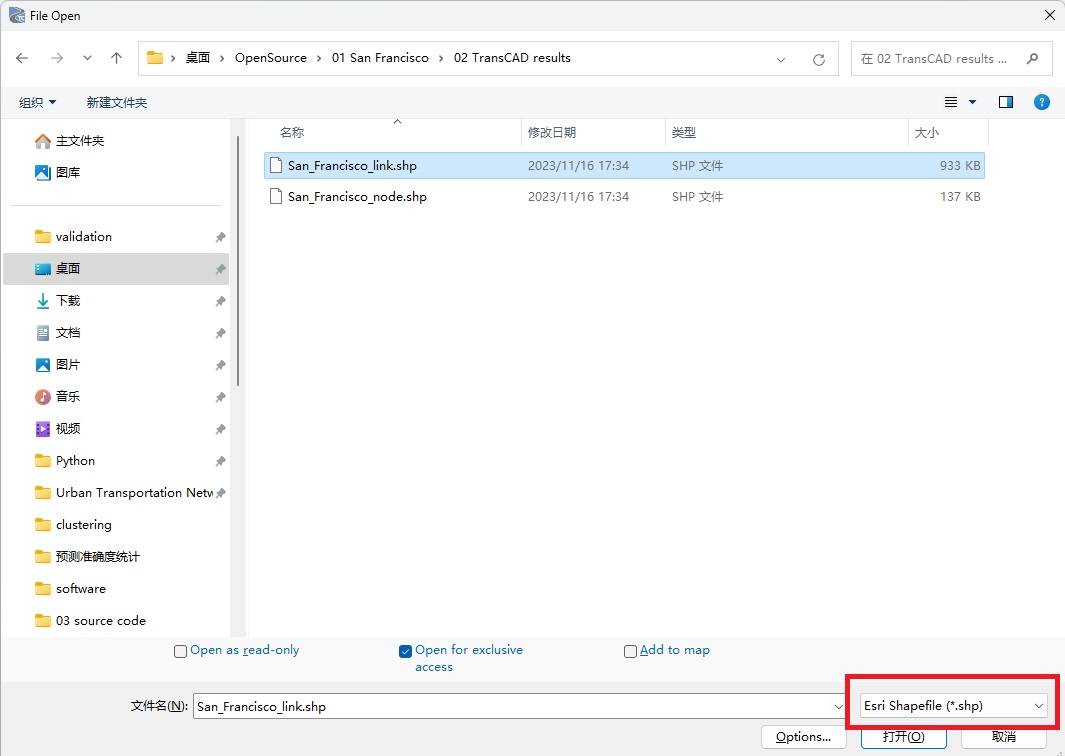 File Open
桌面 › OpenSource › 01 San Francisco › 02 TransCAD results
在 02 TransCAD results ...
组织 新建文件夹
名称 修改日期 类型 大小
San_Francisco_link.shp 2023/11/16 17:34 SHP 文件 933 KB
San_Francisco_node.shp 2023/11/16 17:34 SHP 文件 137 KB
主文件夹
图库
validation
桌面
下载
文档
图片
音乐
视频
Python
Urban Transportation Netw
clustering
预测准确度统计
software
03 source code
Open as read-only
Open for exclusive
access
Add to map
文件名(N): San_Francisco_link.shp
Esri Shapefile (*.shp)
Options... 打开(O) 取消